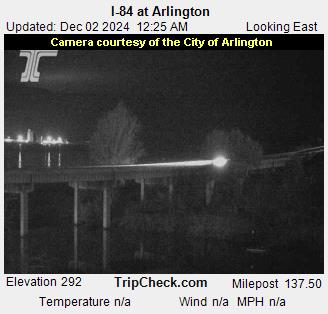 I-84 at Arlington
Updated: Dec 02 2024 12:25 AM Looking East
Camera courtesy of the City of Arlington
Elevation 292 TripCheck.com Milepost 137.50
Temperature n/a Wind n/a MPH n/a